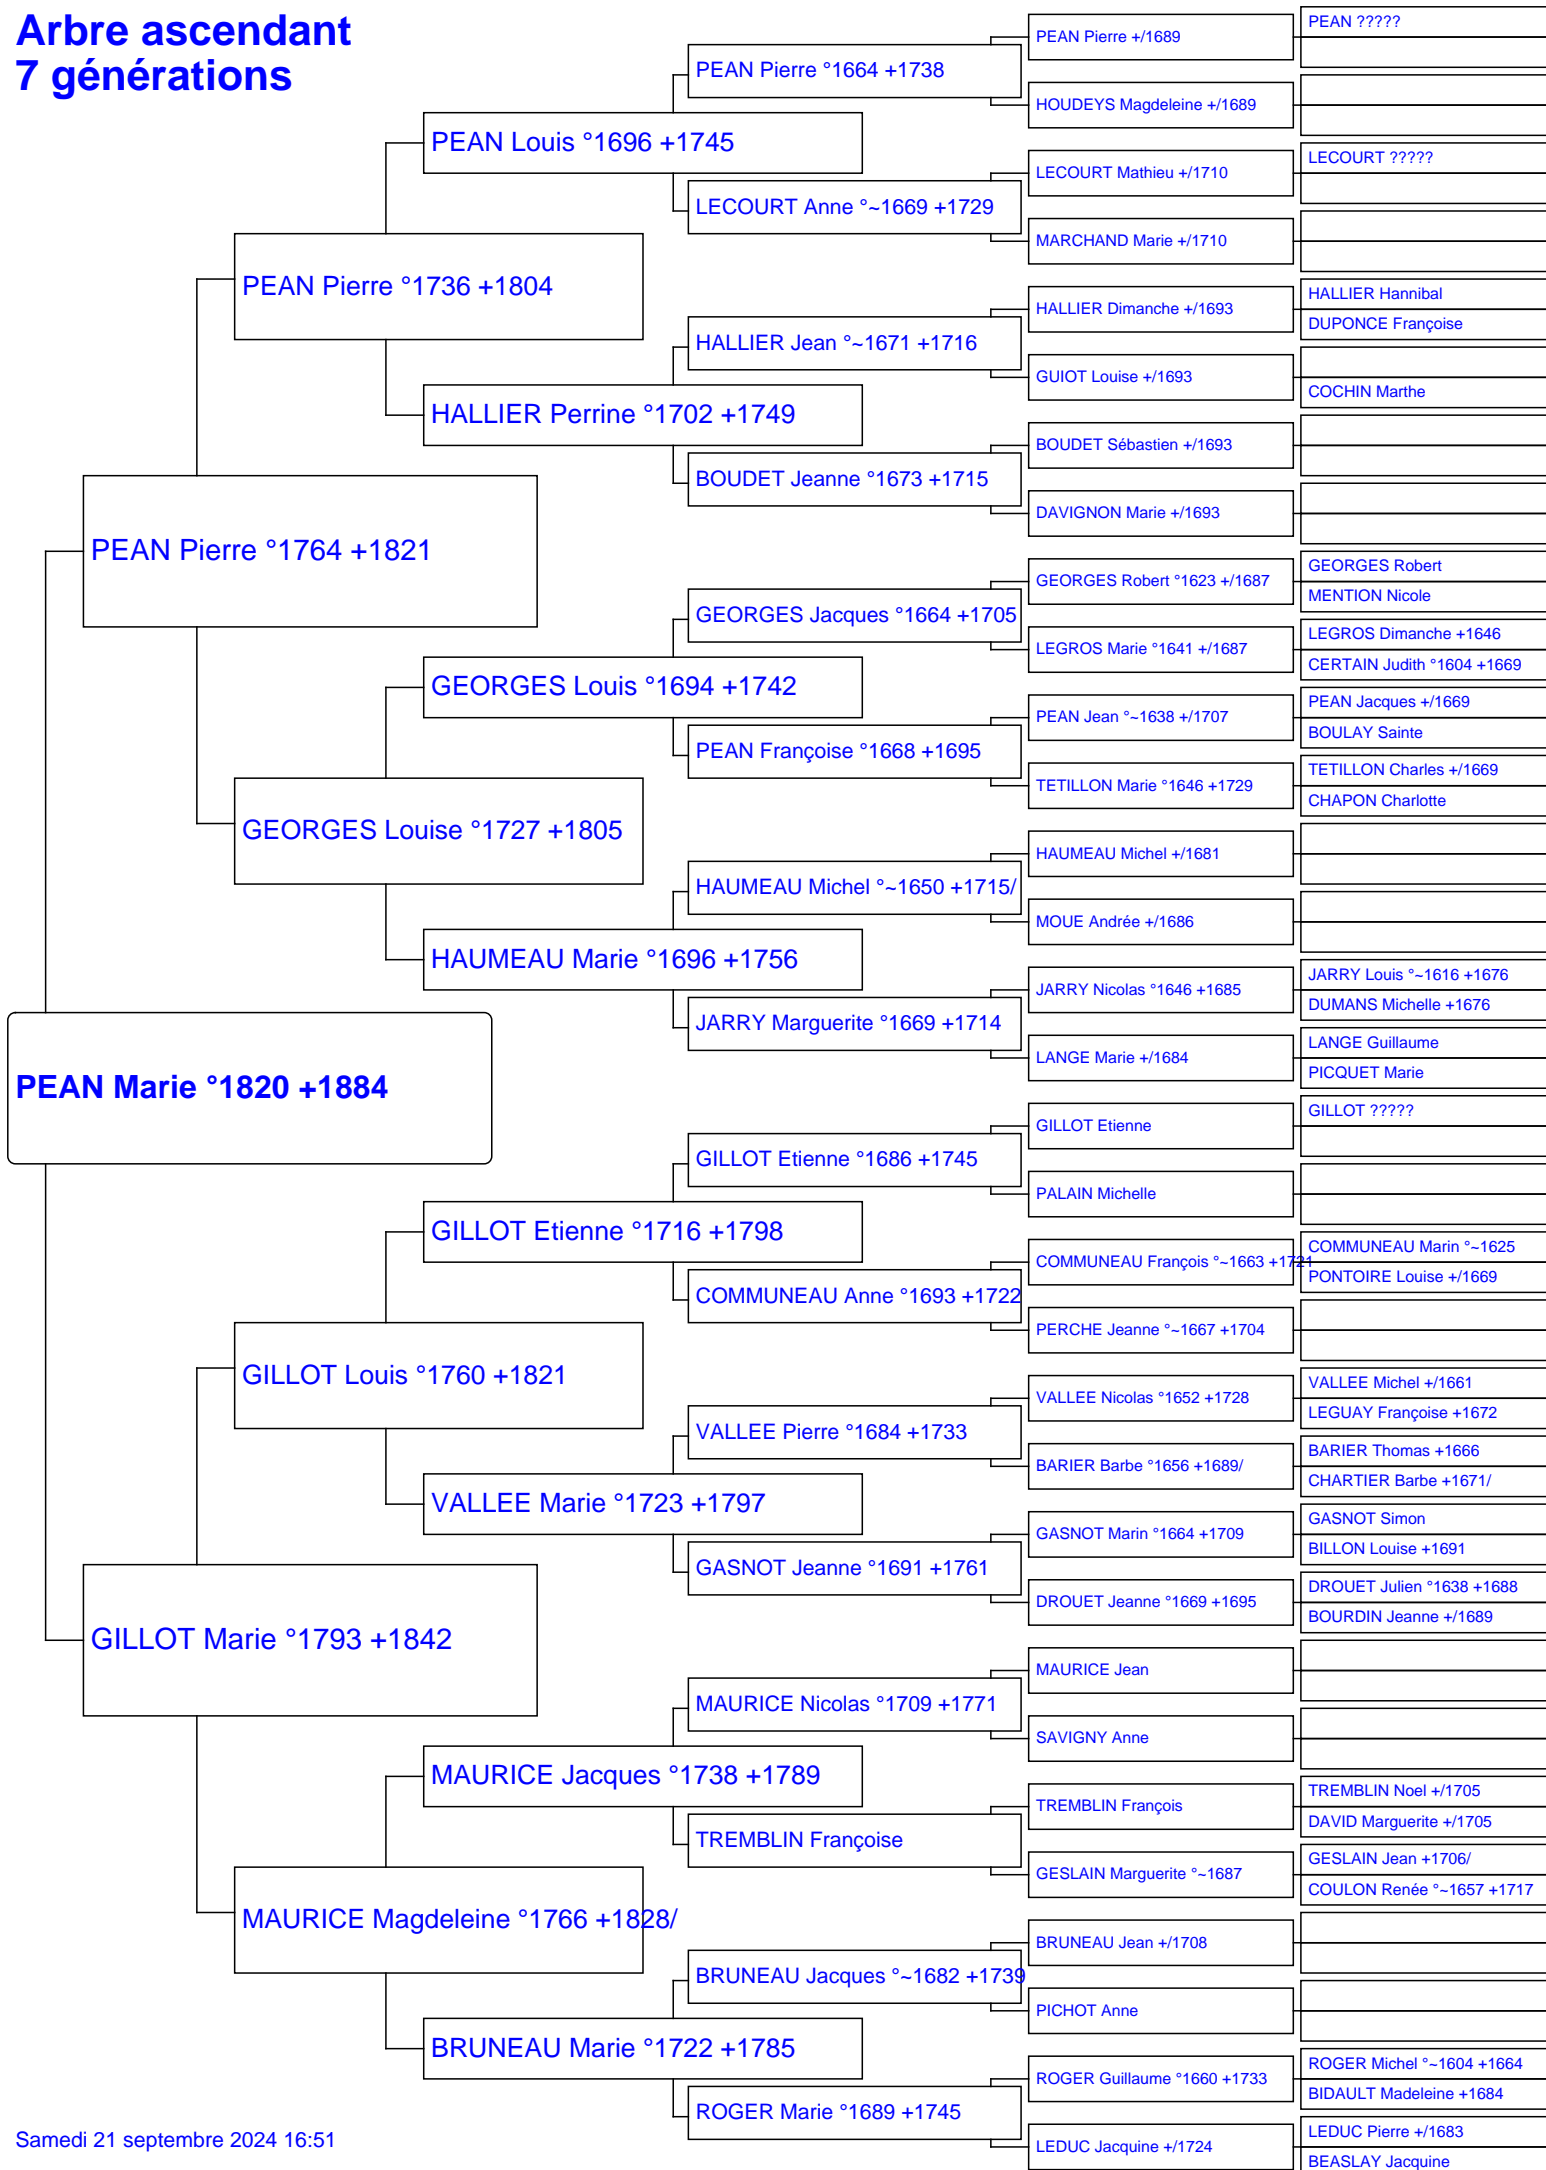 Arbre ascendant
7 générations
PEAN Marie °1820 +1884
PEAN Pierre °1764 +1821
GILLOT Marie °1793 +1842
PEAN Pierre °1736 +1804
GEORGES Louise °1727 +1805
GILLOT Louis °1760 +1821
MAURICE Magdeleine °1766 +1828/
PEAN Louis °1696 +1745
HALLIER Perrine °1702 +1749
GEORGES Louis °1694 +1742
HAUMEAU Marie °1696 +1756
GILLOT Etienne °1716 +1798
VALLEE Marie °1723 +1797
MAURICE Jacques °1738 +1789
BRUNEAU Marie °1722 +1785
PEAN Pierre °1664 +1738
LECOURT Anne °~1669 +1729
HALLIER Jean °~1671 +1716
BOUDET Jeanne °1673 +1715
GEORGES Jacques °1664 +1705
PEAN Françoise °1668 +1695
HAUMEAU Michel °~1650 +1715/
JARRY Marguerite °1669 +1714
GILLOT Etienne °1686 +1745
COMMUNEAU Anne °1693 +1722
VALLEE Pierre °1684 +1733
GASNOT Jeanne °1691 +1761
MAURICE Nicolas °1709 +1771
TREMBLIN Françoise
BRUNEAU Jacques °~1682 +1739
ROGER Marie °1689 +1745
PEAN Pierre +/1689
HOUDEYS Magdeleine +/1689
LECOURT Mathieu +/1710
MARCHAND Marie +/1710
HALLIER Dimanche +/1693
GUIOT Louise +/1693
BOUDET Sébastien +/1693
DAVIGNON Marie +/1693
GEORGES Robert °1623 +/1687
LEGROS Marie °1641 +/1687
PEAN Jean °~1638 +/1707
TETILLON Marie °1646 +1729
HAUMEAU Michel +/1681
MOUE Andrée +/1686
JARRY Nicolas °1646 +1685
LANGE Marie +/1684
GILLOT Etienne
PALAIN Michelle
COMMUNEAU François °~1663 +1721
PERCHE Jeanne °~1667 +1704
VALLEE Nicolas °1652 +1728
BARIER Barbe °1656 +1689/
GASNOT Marin °1664 +1709
DROUET Jeanne °1669 +1695
MAURICE Jean
SAVIGNY Anne
TREMBLIN François
GESLAIN Marguerite °~1687
BRUNEAU Jean +/1708
PICHOT Anne
ROGER Guillaume °1660 +1733
LEDUC Jacquine +/1724
PEAN ?????
LECOURT ?????
HALLIER Hannibal
DUPONCE Françoise
COCHIN Marthe
GEORGES Robert
MENTION Nicole
LEGROS Dimanche +1646
CERTAIN Judith °1604 +1669
PEAN Jacques +/1669
BOULAY Sainte
TETILLON Charles +/1669
CHAPON Charlotte
JARRY Louis °~1616 +1676
DUMANS Michelle +1676
LANGE Guillaume
PICQUET Marie
GILLOT ?????
COMMUNEAU Marin °~1625
PONTOIRE Louise +/1669
VALLEE Michel +/1661
LEGUAY Françoise +1672
BARIER Thomas +1666
CHARTIER Barbe +1671/
GASNOT Simon
BILLON Louise +1691
DROUET Julien °1638 +1688
BOURDIN Jeanne +/1689
TREMBLIN Noel +/1705
DAVID Marguerite +/1705
GESLAIN Jean +1706/
COULON Renée °~1657 +1717
ROGER Michel °~1604 +1664
BIDAULT Madeleine +1684
LEDUC Pierre +/1683
BEASLAY Jacquine
Samedi 21 septembre 2024 16:51